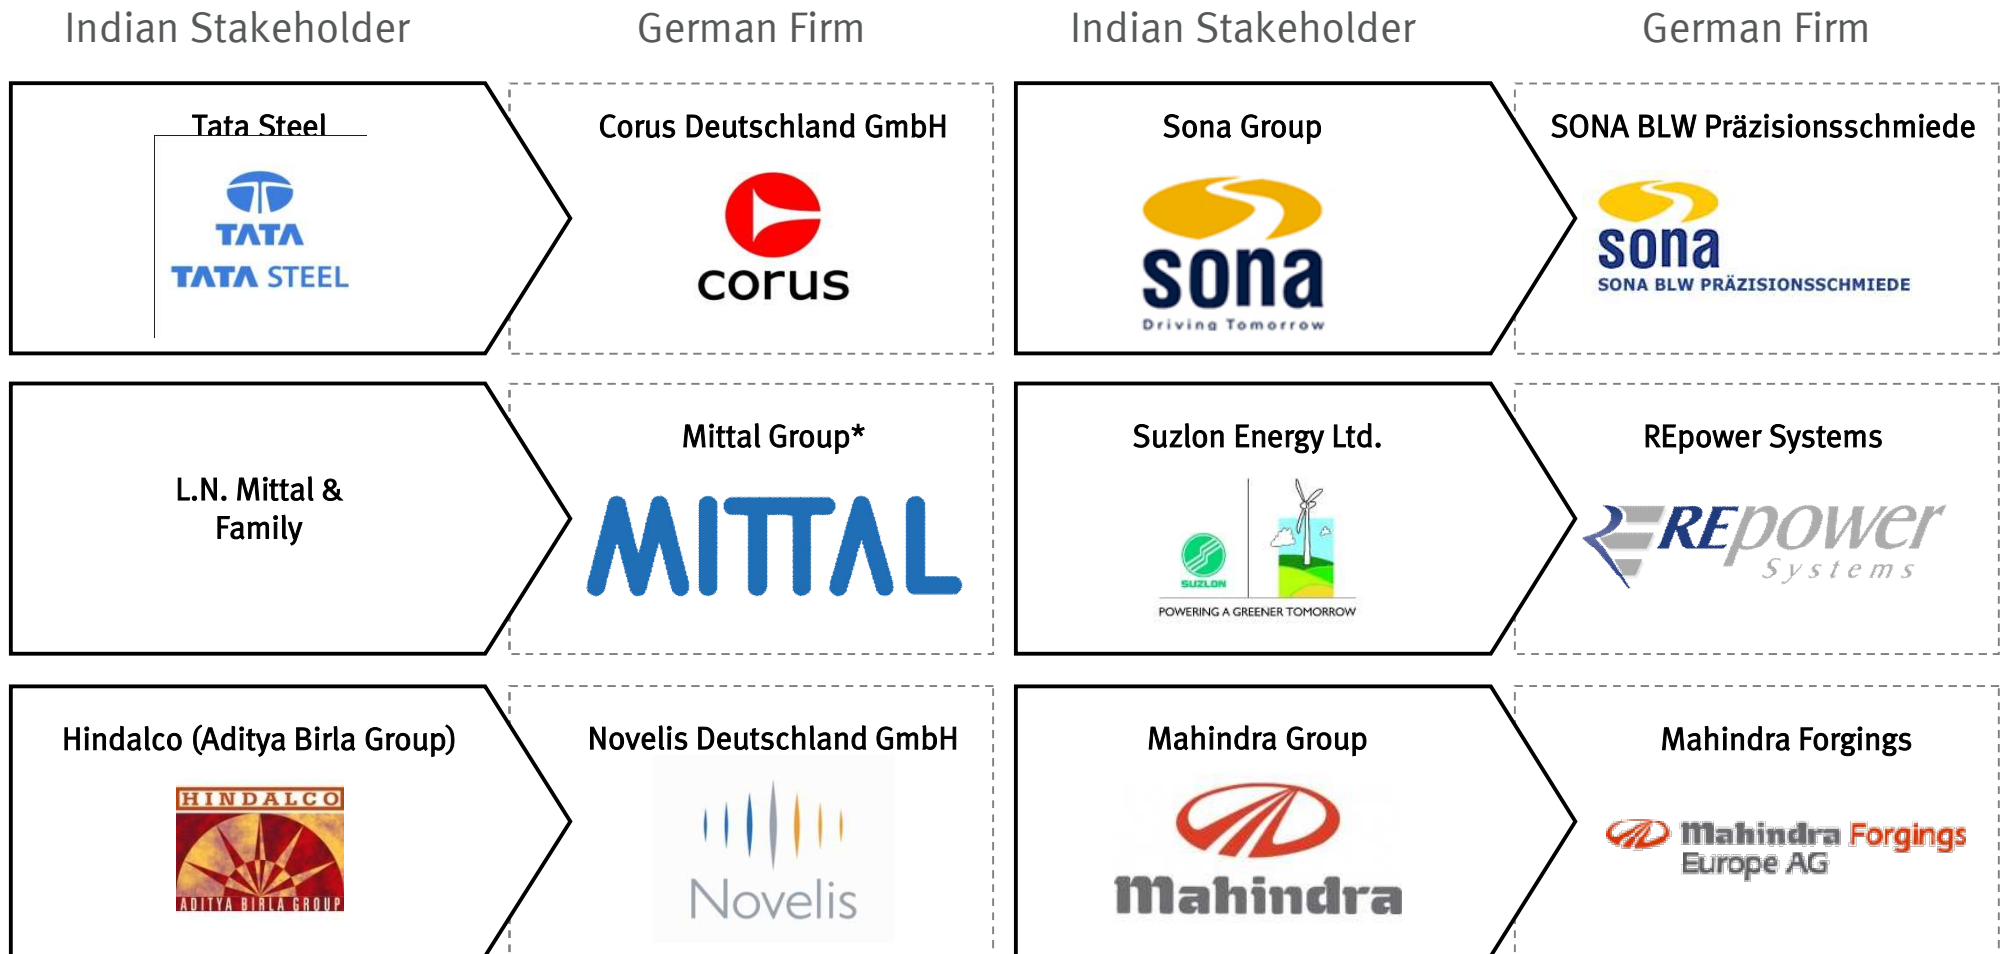 Indian Stakeholder German Firm Indian Stakeholder German Firm
Tata Steel
TATA
TATA STEEL
Corus Deutschland GmbH
corus
Sona Group
sona
Driving Tomorrow
SONA BLW Präzisionsschmiede
sona
SONA BLW PRÄZISIONSSCHMIEDE
L.N. Mittal &
Family
Mittal Group*
MITTAL
Suzlon Energy Ltd.
SUZLON
POWERING A GREENER TOMORROW
REpower Systems
REpower
Systems
Hindalco (Aditya Birla Group)
HINDALCO
ADITYA BIRLA GROUP
Novelis Deutschland GmbH
Novelis
Mahindra Group
Mahindra
Mahindra Forgings
Mahindra Forgings
Europe AG